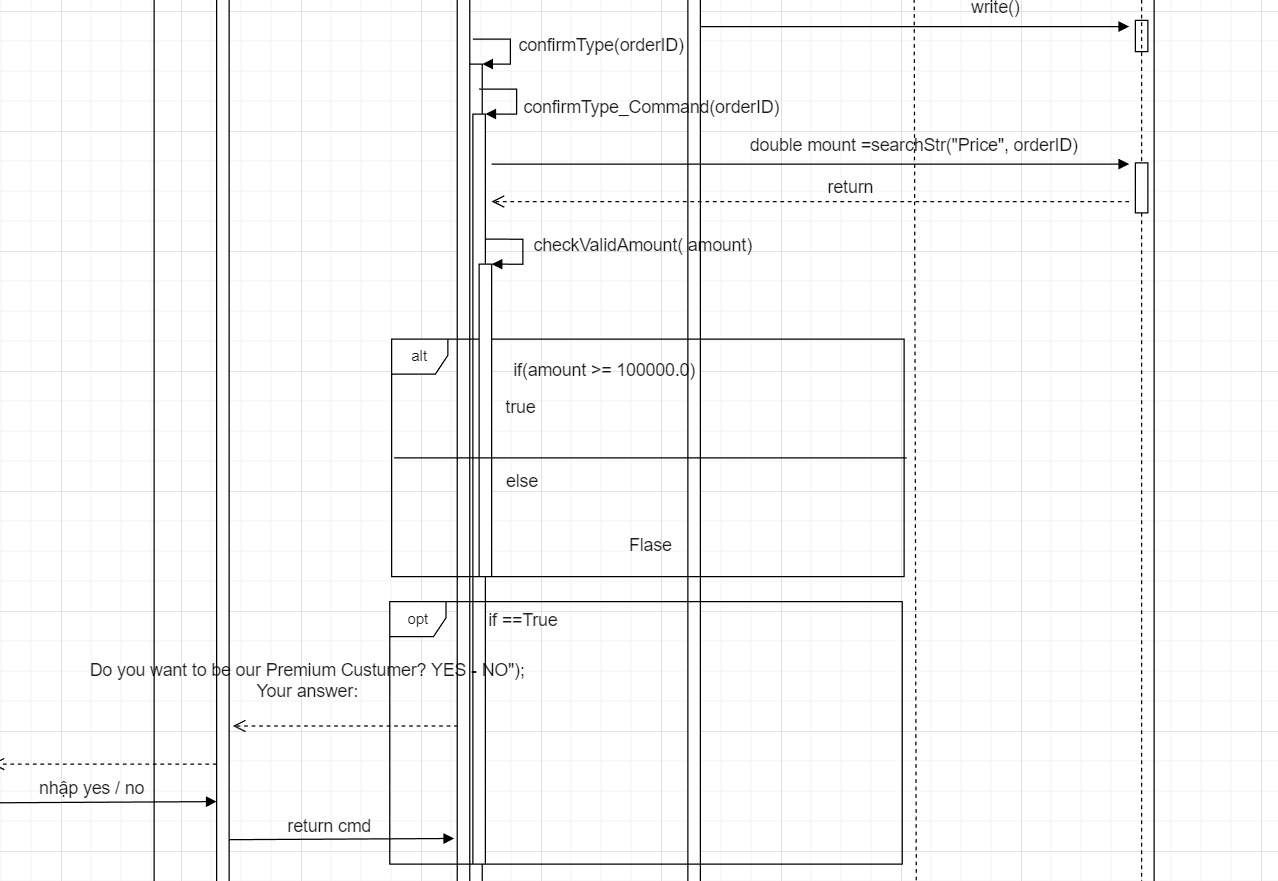 write()
confirmType(orderID)
confirmType_Command(orderID)
double mount =searchStr("Price", orderID)
return
checkValidAmount( amount)
alt
if(amount >= 100000.0)
true
else
Flase
opt
if ==True
Do you want to be our Premium Custumer? YES - NO");
Your answer:
nhập yes / no
return cmd